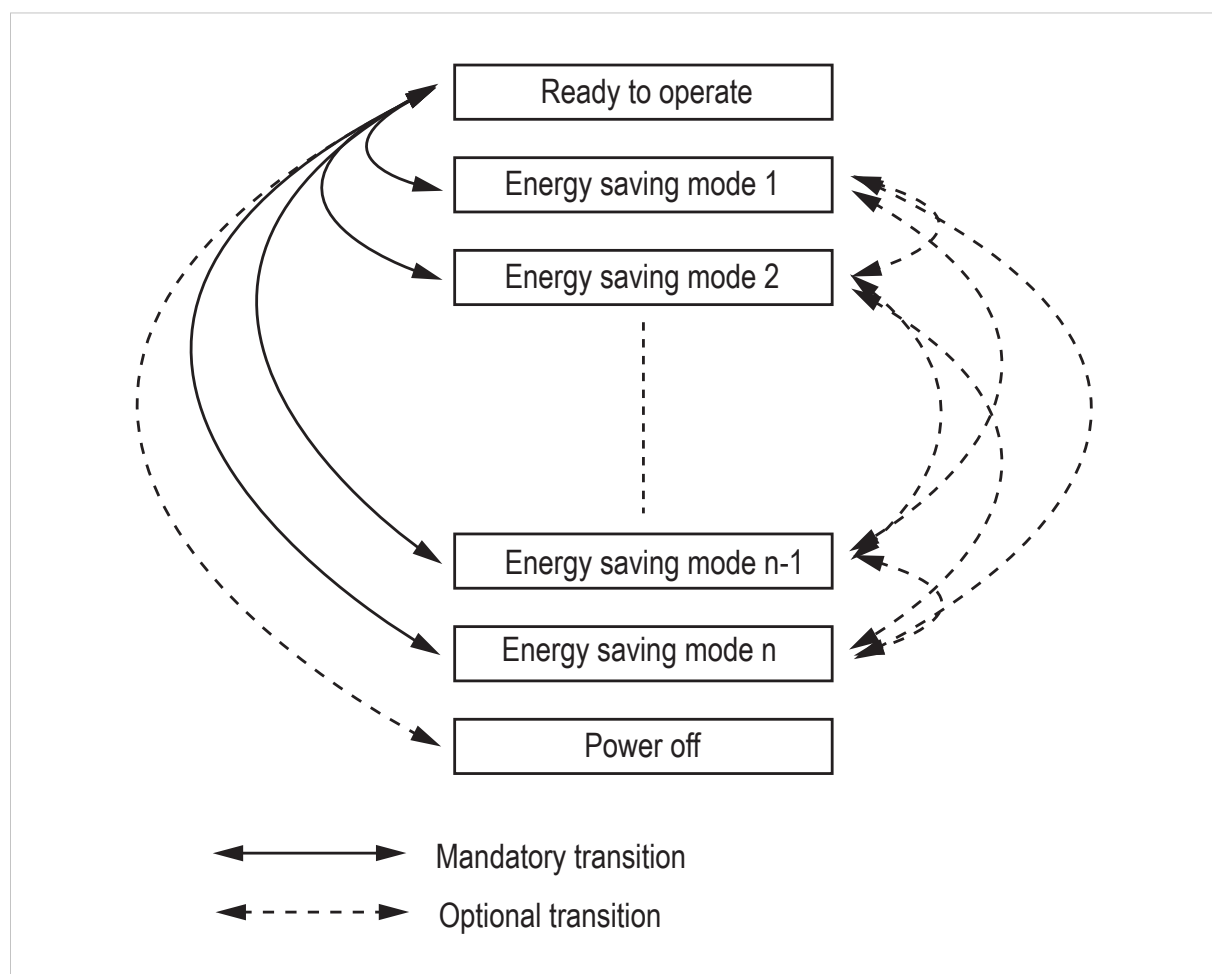 Ready to operate
Energy saving mode 1
Energy saving mode 2
Energy saving mode n-1
Energy saving mode n
Power off
Mandatory transition
Optional transition